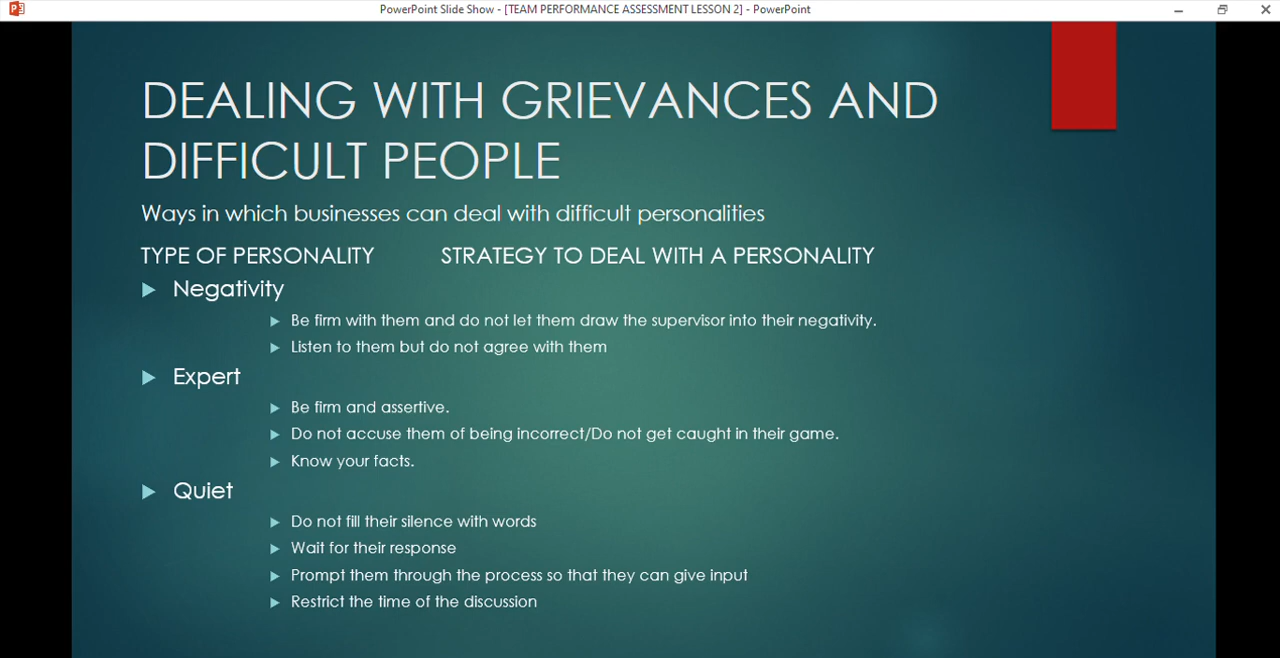 PowerPoint Slide Show - [TEAM PERFORMANCE ASSESSMENT LESSON 2] - PowerPoint
DEALING WITH GRIEVANCES AND
DIFFICULT PEOPLE
Ways in which businesses can deal with difficult personalities
TYPE OF PERSONALITY STRATEGY TO DEAL WITH A PERSONALITY
Negativity
Be firm with them and do not let them draw the supervisor into their negativity.
Listen to them but do not agree with them
Expert
Be firm and assertive.
Do not accuse them of being incorrect/Do not get caught in their game.
Know your facts.
Quiet
Do not fill their silence with words
Wait for their response
Prompt them through the process so that they can give input
Restrict the time of the discussion